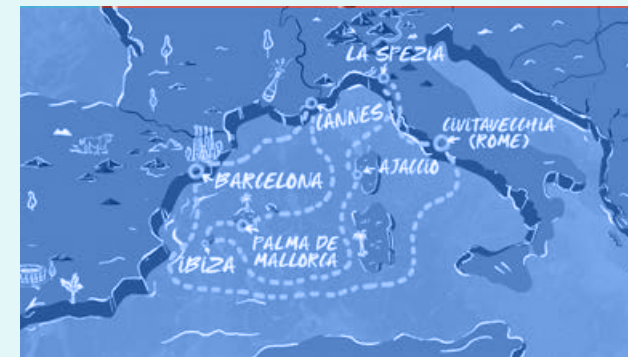 LA SPEZIA
CANNES
CIVITAVECCHIA
(ROME)
AJACCIO
BARCELONA
PALMA DE
MALLORCA
IBIZA